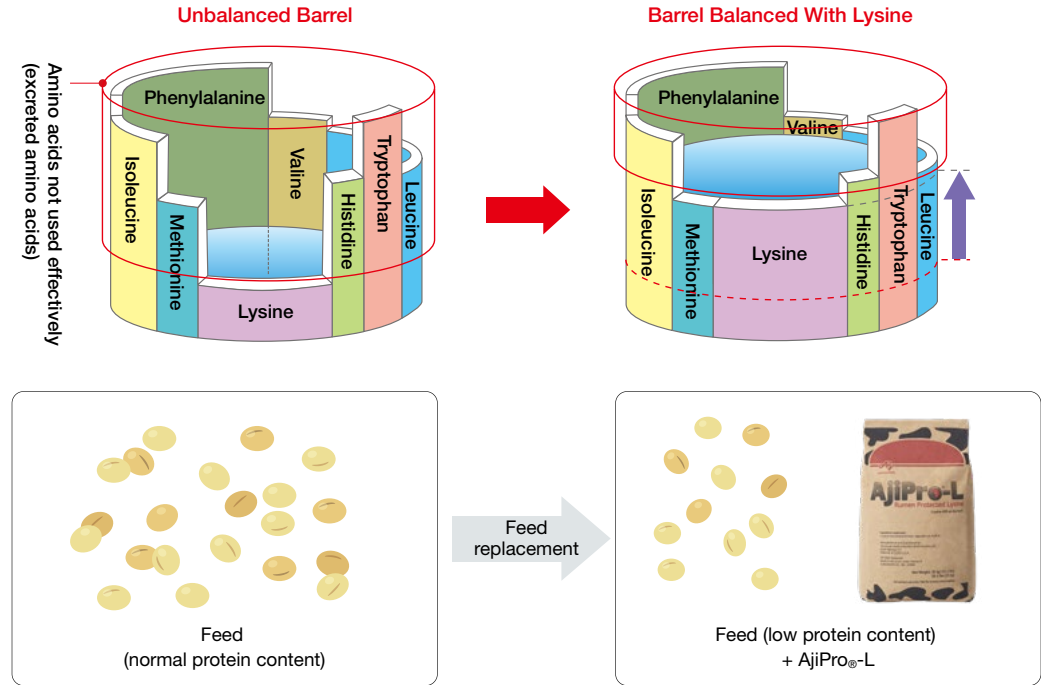 Unbalanced Barrel
Barrel Balanced With Lysine
Amino acids not used effectively
(excreted amino acids)
Phenylalanine
Isoleucine
Methionine
Valine
Lysine
Histidine
Tryptophan
Leucine
Phenylalanine
Valine
Isoleucine
Methionine
Lysine
Histidine
Tryptophan
Leucine
Feed
replacement
AjiPro®-L
Rumen Protected Lysine
Feed
(normal protein content)
Feed (low protein content)
+ AjiPro®-L